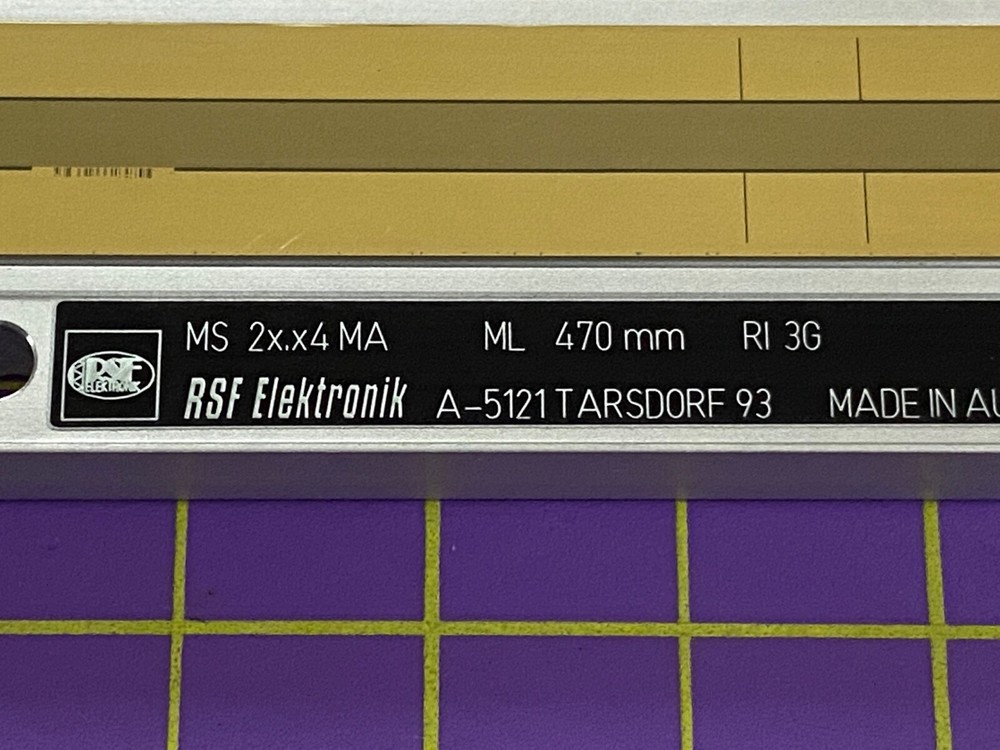 MS 2x.x4 MA ML 470 mm RI 3G
RSF ELEKTRONIK
RSF Elektronik A-5121 TARSDORF 93 MADE IN AU